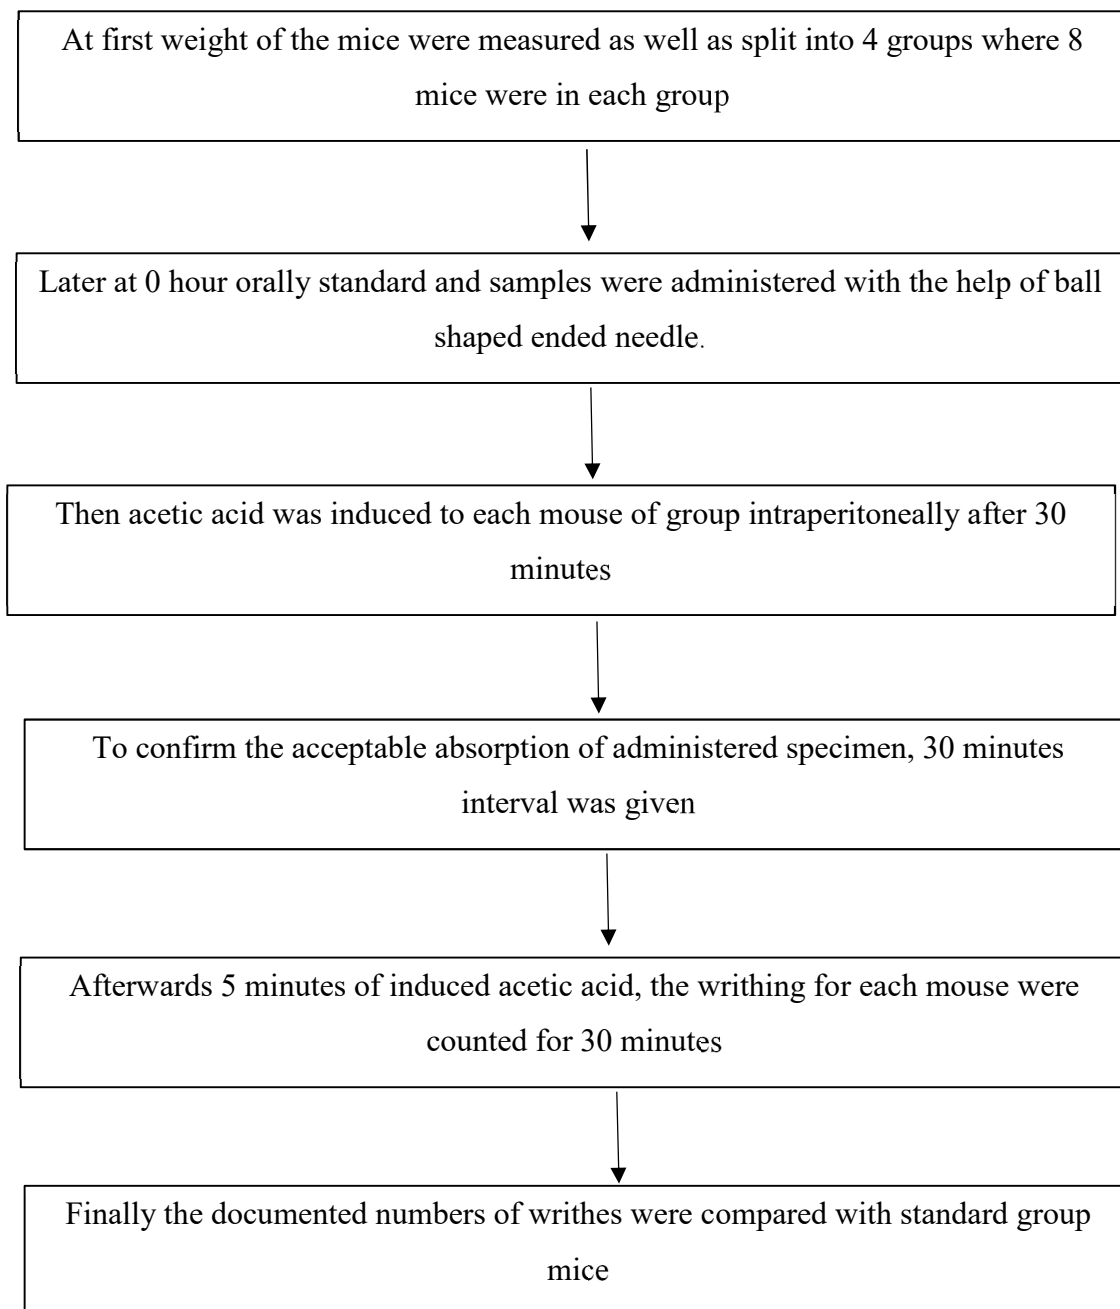 At first weight of the mice were measured as well as split into 4 groups where 8
mice were in each group
Later at 0 hour orally standard and samples were administered with the help of ball
shaped ended needle.
Then acetic acid was induced to each mouse of group intraperitoneally after 30
minutes
To confirm the acceptable absorption of administered specimen, 30 minutes
interval was given
Afterwards 5 minutes of induced acetic acid, the writhing for each mouse were
counted for 30 minutes
Finally the documented numbers of writhes were compared with standard group
mice